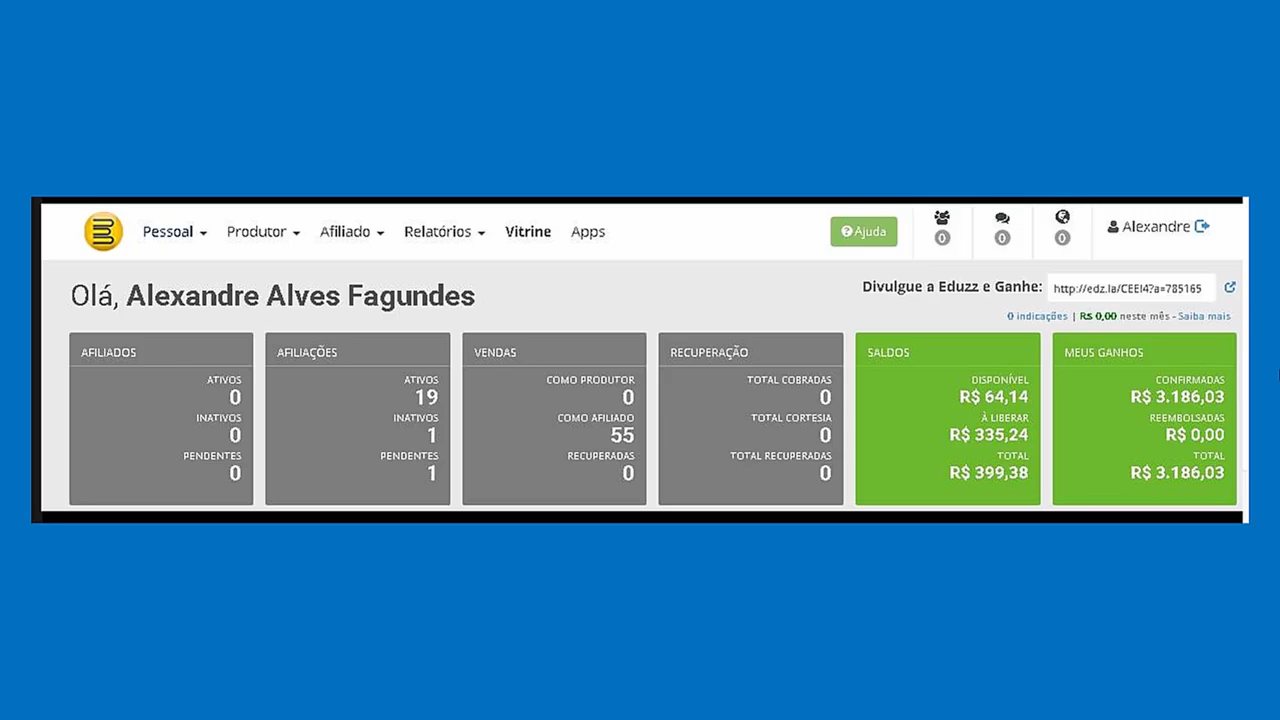 Pessoal Produtor Afiliado Relatórios Vitrine Apps Ajuda 0 0 0 Alexandre
Olá, Alexandre Alves Fagundes
Divulgue a Eduzz e Ganhe: http://edz.la/CEEI4?a=785165
0 indicações | R$ 0,00 neste mês - Saiba mais
AFILIADOS
ATIVOS
0
INATIVOS
0
PENDENTES
0
AFILIAÇÕES
ATIVOS
19
INATIVOS
1
PENDENTES
1
VENDAS
COMO PRODUTOR
0
COMO AFILIADO
55
RECUPERADAS
0
RECUPERAÇÃO
TOTAL COBRADAS
0
TOTAL CORTESIA
0
TOTAL RECUPERADAS
0
SALDOS
DISPONÍVEL
R$ 64,14
À LIBERAR
R$ 335,24
TOTAL
R$ 399,38
MEUS GANHOS
CONFIRMADAS
R$ 3.186,03
REEMBOLSADAS
R$ 0,00
TOTAL
R$ 3.186,03